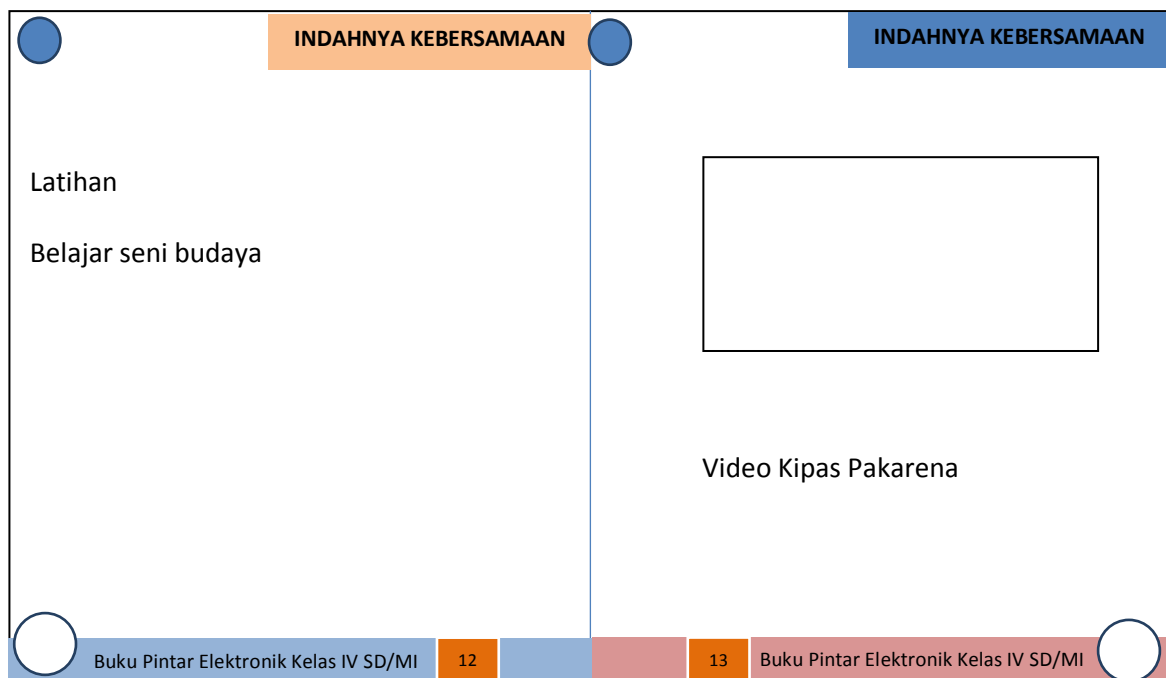 INDAHNYA KEBERSAMAAN
Latihan
Belajar seni budaya
Buku Pintar Elektronik Kelas IV SD/MI
12
INDAHNYA KEBERSAMAAN
Video Kipas Pakarena
13
Buku Pintar Elektronik Kelas IV SD/MI